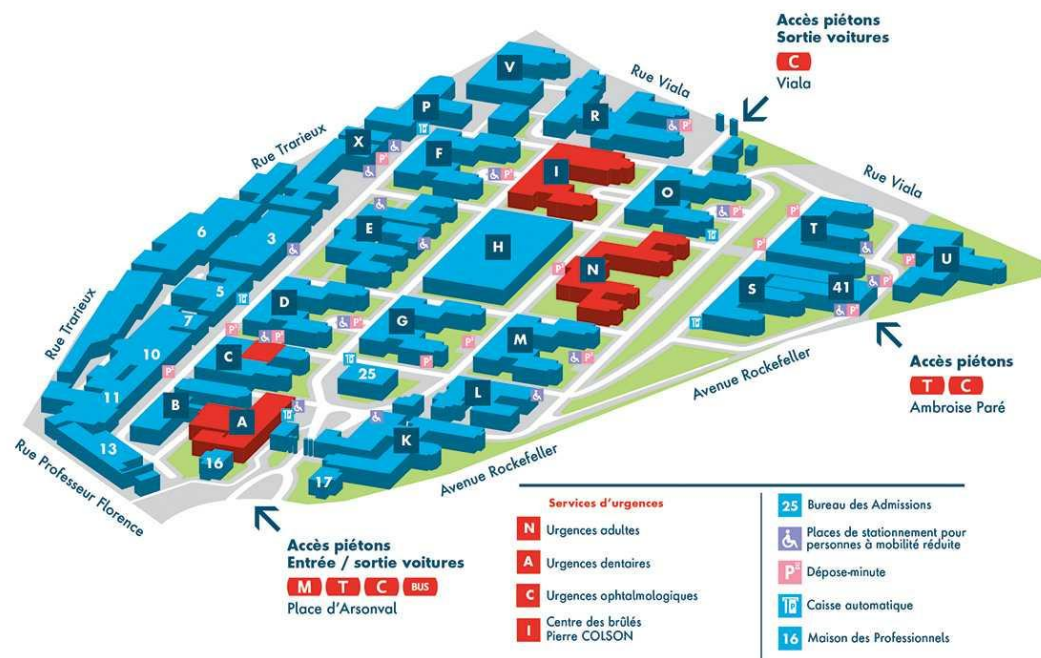 Accès piétons
Sortie voitures
C
Viala
Rue Viala
V
P
R
X
Rue Trarieux
F
I
O
Rue Viala
6
3
E
H
T
N
U
5
S
41
D
7
G
M
Rue Trarieux
10
C
25
Accès piétons
T C
Ambroise Paré
11
B
L
A
K
Avenue Rockefeller
13
16
17
Avenue Rockefeller
Rue Professeur Florence
Accès piétons
Entrée / sortie voitures
M T C BUS
Place d'Arsonval
Services d'urgences
N Urgences adultes
A Urgences dentaires
C Urgences ophtalmologiques
I Centre des brûlés
Pierre COLSON
25 Bureau des Admissions
Places de stationnement pour
personnes à mobilité réduite
Dépose-minute
Caisse automatique
16 Maison des Professionnels